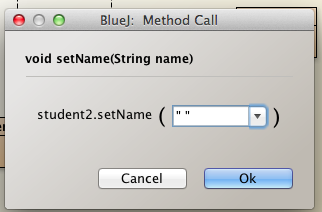 BlueJ: Method Call
void setName(String name)
student2.setName ( " " )
Cancel Ok